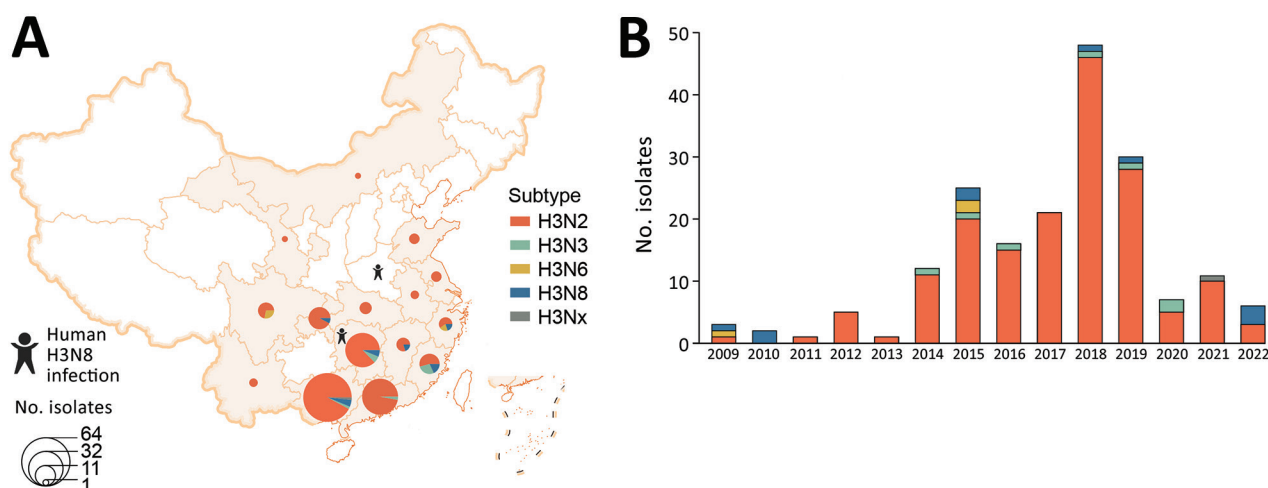 A
Subtype
H3N2
H3N3
H3N6
H3N8
H3Nx
Human
H3N8
infection
No. isolates
64
32
11
1
B
No. isolates
50
40
30
20
10
0
2009 2010 2011 2012 2013 2014 2015 2016 2017 2018 2019 2020 2021 2022